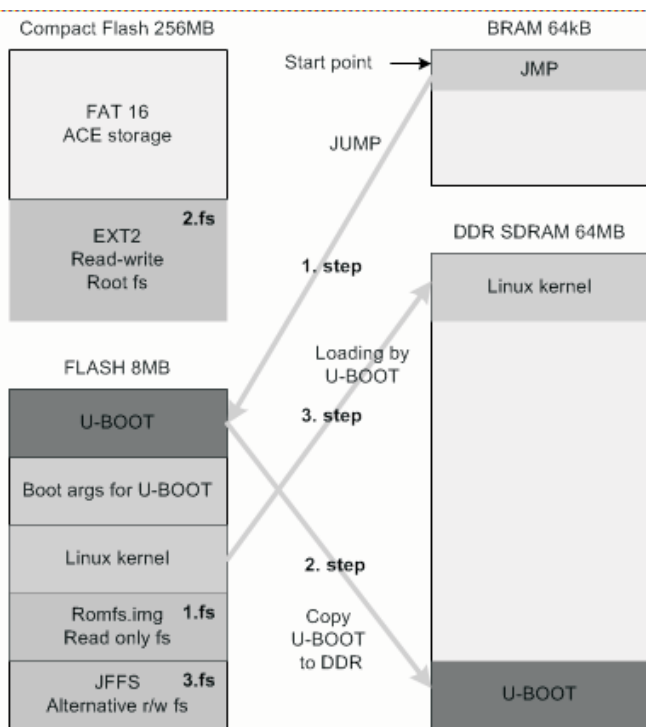 Compact Flash 256MB
FAT 16
ACE storage
2.fs
EXT2
Read-write
Root fs
FLASH 8MB
U-BOOT
Boot args for U-BOOT
Linux kernel
Romfs.img 1.fs
Read only fs
JFFS 3.fs
Alternative r/w fs
Start point
JUMP
1. step
Loading by
U-BOOT
3. step
2. step
Copy
U-BOOT
to DDR
BRAM 64kB
JMP
DDR SDRAM 64MB
Linux kernel
U-BOOT